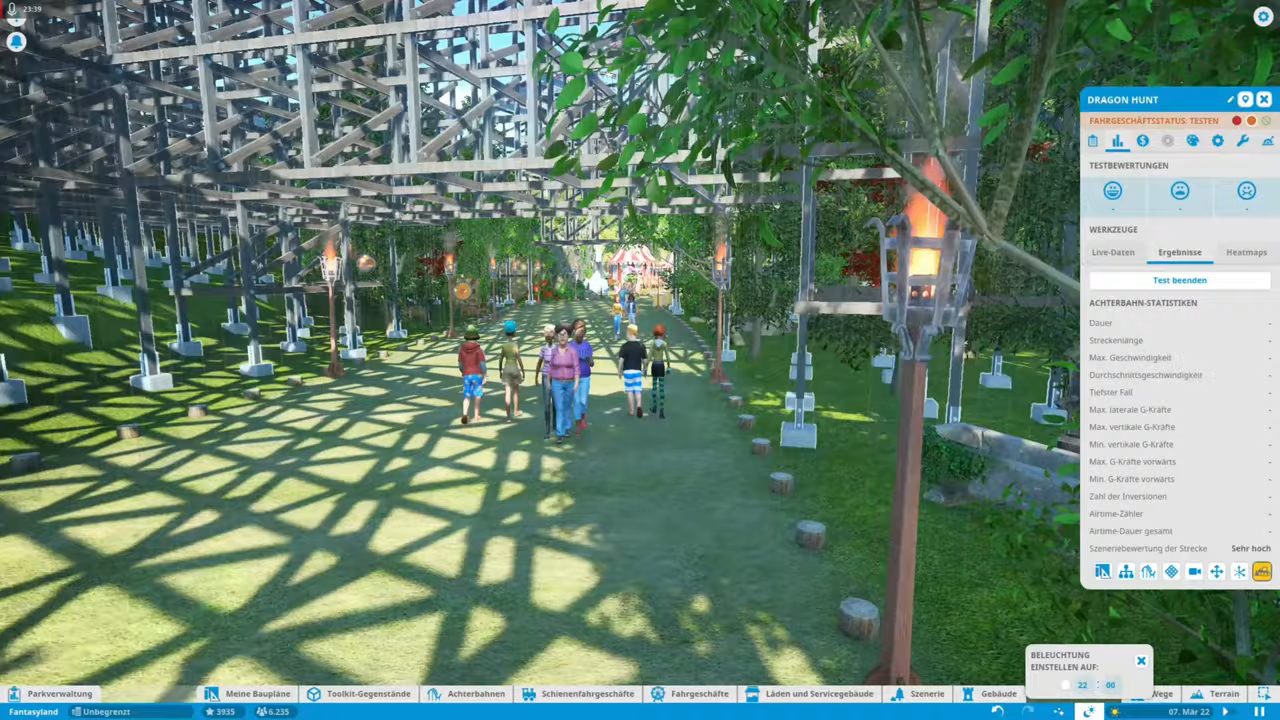 23:39
DRAGON HUNT
FAHRGESCHÄFTSSTATUS: TESTEN
TESTBEWERTUNGEN
- - -
WERKZEUGE
Live-Daten Ergebnisse Heatmaps
Test beenden
ACHTERBAHN-STATISTIKEN
Dauer -
Streckenlänge -
Max. Geschwindigkeit -
Durchschnittsgeschwindigkeit -
Tiefster Fall -
Max. laterale G-Kräfte -
Max. vertikale G-Kräfte -
Min. vertikale G-Kräfte -
Max. G-Kräfte vorwärts -
Min. G-Kräfte vorwärts -
Zahl der Inversionen -
Airtime-Zähler -
Airtime-Dauer gesamt -
Szeneriebewertung der Strecke Sehr hoch
BELEUCHTUNG
EINSTELLEN AUF:
22 : 00
Parkverwaltung Meine Baupläne Toolkit-Gegenstände Achterbahnen Schienenfahrgeschäfte Fahrgeschäfte Läden und Servicegebäude Szenerie Gebäude Wege Terrain
Fantasyland Unbegrenzt 3935 6.235 07. Mär 22